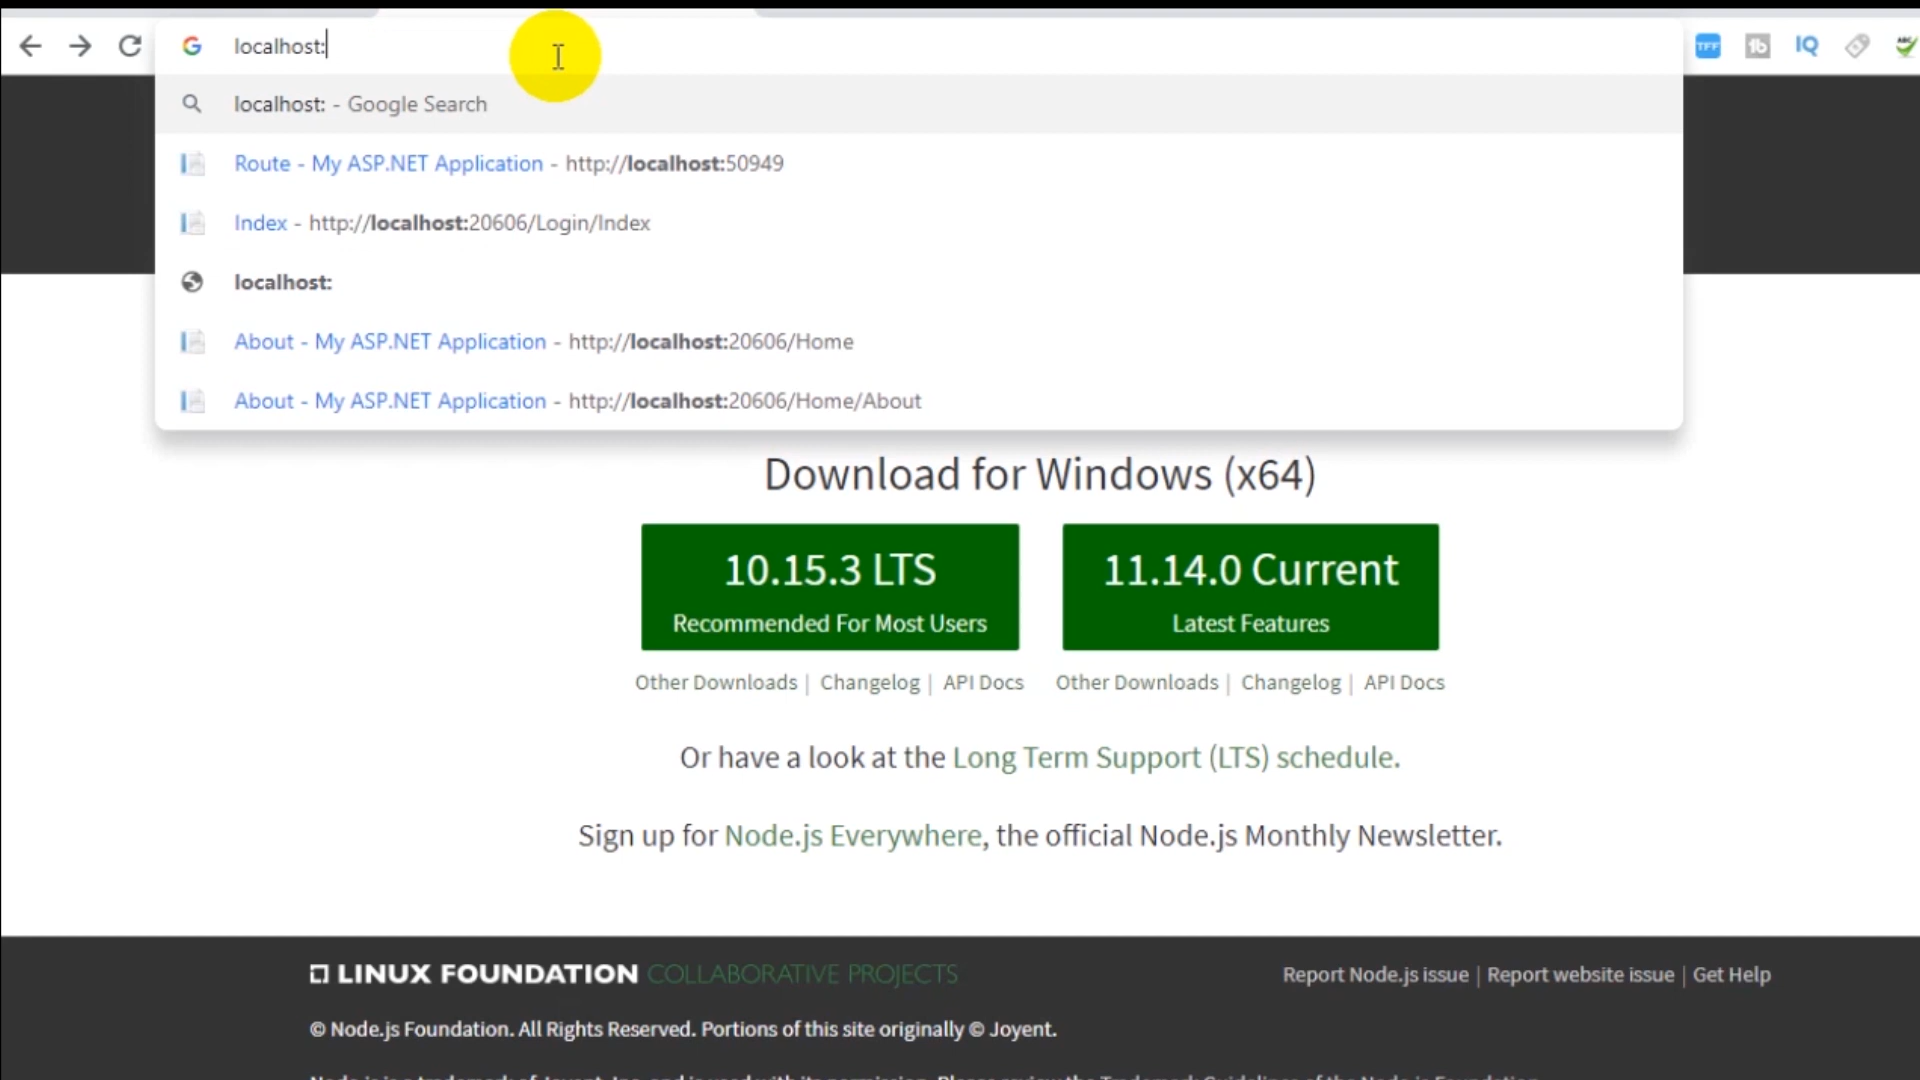 localhost:
TFF
tb
IQ
ABC
localhost: - Google Search
Route - My ASP.NET Application - http://localhost:50949
Index - http://localhost:20606/Login/Index
localhost:
About - My ASP.NET Application - http://localhost:20606/Home
About - My ASP.NET Application - http://localhost:20606/Home/About
Download for Windows (x64)
10.15.3 LTS
Recommended For Most Users
11.14.0 Current
Latest Features
Other Downloads | Changelog | API Docs
Other Downloads | Changelog | API Docs
Or have a look at the Long Term Support (LTS) schedule.
Sign up for Node.js Everywhere, the official Node.js Monthly Newsletter.
LINUX FOUNDATION COLLABORATIVE PROJECTS
Report Node.js issue | Report website issue | Get Help
© Node.js Foundation. All Rights Reserved. Portions of this site originally © Joyent.